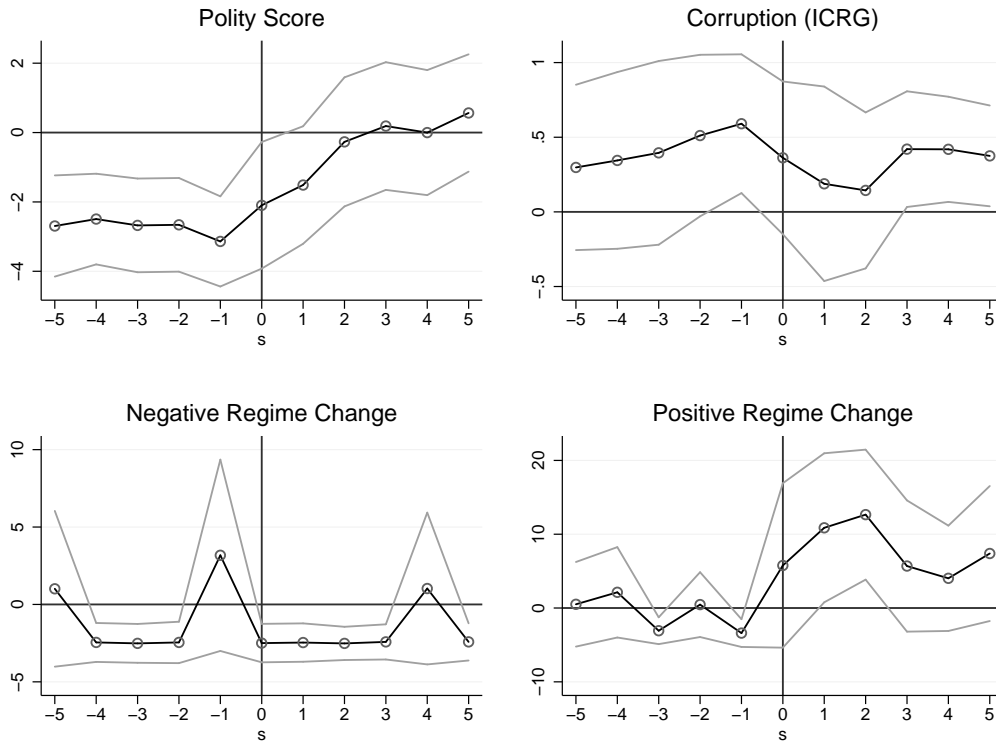 Polity Score
2
0
−2
−4
−5 −4 −3 −2 −1 0 1 2 3 4 5
s
Corruption (ICRG)
1
.5
0
−.5
−5 −4 −3 −2 −1 0 1 2 3 4 5
s
Negative Regime Change
10
5
0
−5
−5 −4 −3 −2 −1 0 1 2 3 4 5
s
Positive Regime Change
20
10
0
−10
−5 −4 −3 −2 −1 0 1 2 3 4 5
s